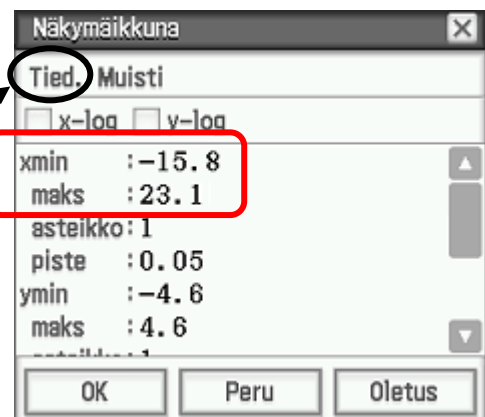 Näkymäikkuna
Tied. Muisti
x-log y-log
xmin :-15.8
maks :23.1
asteikko:1
piste :0.05
ymin :-4.6
maks :4.6
OK Peru Oletus